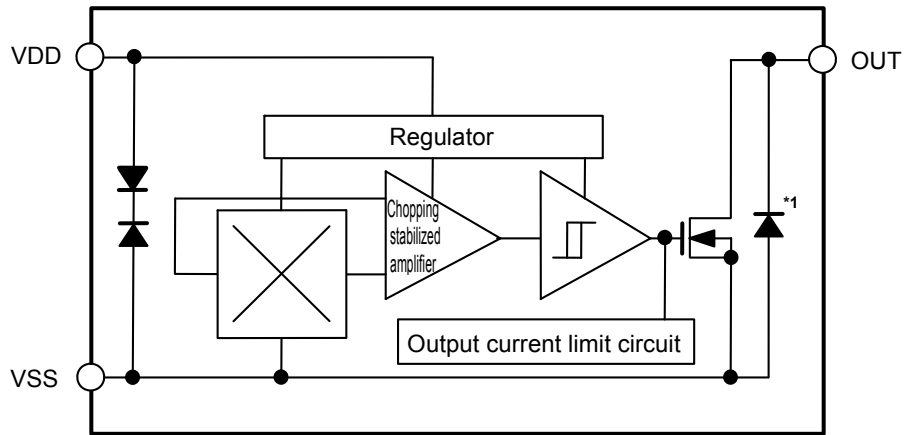 VDD
OUT
Regulator
*1
Chopping
stabilized
amplifier
Output current limit circuit
VSS